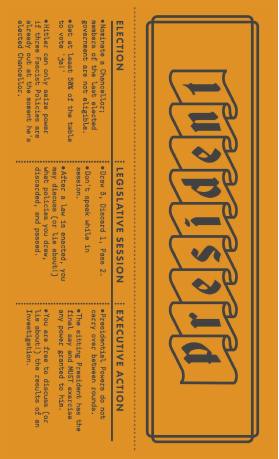 President
ELECTION
• Nominate a Chancellor;
members of the last elected
government are not eligible.
• Get at least 50% of the table
to vote 'ja!'
• Hitler can only seize power
if three Fascist Policies are
already out at the moment he's
elected Chancellor.
LEGISLATIVE SESSION
• Draw 3, Discard 1, Pass 2.
• Don't speak while in
session.
• After a law is enacted, you
may discuss (or lie about!)
what policies you drew,
discarded, and passed.
EXECUTIVE ACTION
• Presidential Powers do not
carry over between rounds.
• The sitting President has the
final say and MUST exercise
any power granted to him.
• You are free to discuss (or
lie about!) the results of an
Investigation.